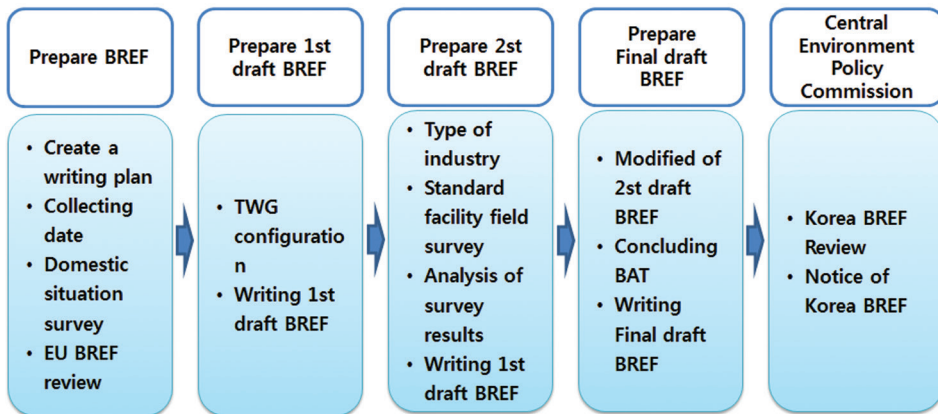 Prepare BREF
• Create a
writing plan
• Collecting
date
• Domestic
situation
survey
• EU BREF
review
Prepare 1st
draft BREF
• TWG
configuratio
n
• Writing 1st
draft BREF
Prepare 2st
draft BREF
• Type of
industry
• Standard
facility field
survey
• Analysis of
survey
results
• Writing 1st
draft BREF
Prepare
Final draft
BREF
• Modified of
2st draft
BREF
• Concluding
BAT
• Writing
Final draft
BREF
Central
Environment
Policy
Commission
• Korea BREF
Review
• Notice of
Korea BREF